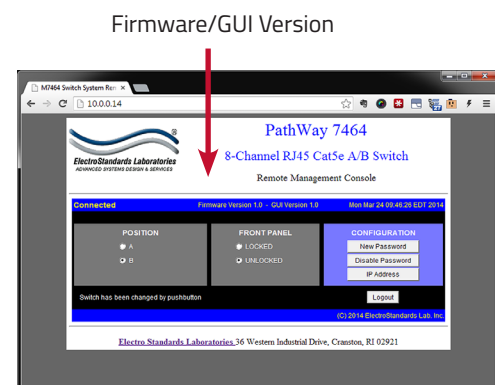 Firmware/GUI Version
M7464 Switch System Ren
10.0.0.14
27
®
ElectroStandards Laboratories
ADVANCED SYSTEMS DESIGN & SERVICES
PathWay 7464
8-Channel RJ45 Cat5e A/B Switch
Remote Management Console
Connected Firmware Version 1.0 - GUI Version 1.0 Mon Mar 24 09:46:26 EDT 2014
POSITION
A
B
FRONT PANEL
LOCKED
UNLOCKED
CONFIGURATION
New Password
Disable Password
IP Address
Switch has been changed by pushbutton
Logout
(C) 2014 ElectroStandards Lab. Inc.
Electro Standards Laboratories 36 Western Industrial Drive, Cranston, RI 02921